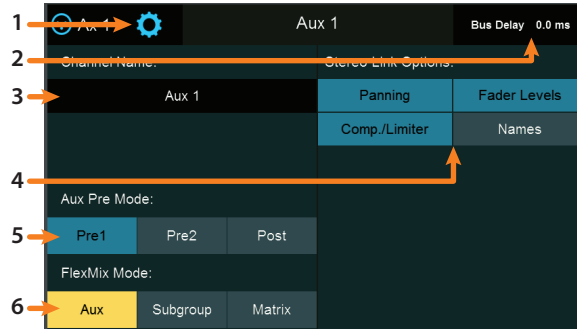 1
Ax 1
Aux 1
Bus Delay 0.0 ms
2
Channel Name:
Stereo Link Options:
3
Aux 1
Panning
Fader Levels
Comp./Limiter
Names
4
Aux Pre Mode:
5
Pre1
Pre2
Post
FlexMix Mode:
6
Aux
Subgroup
Matrix